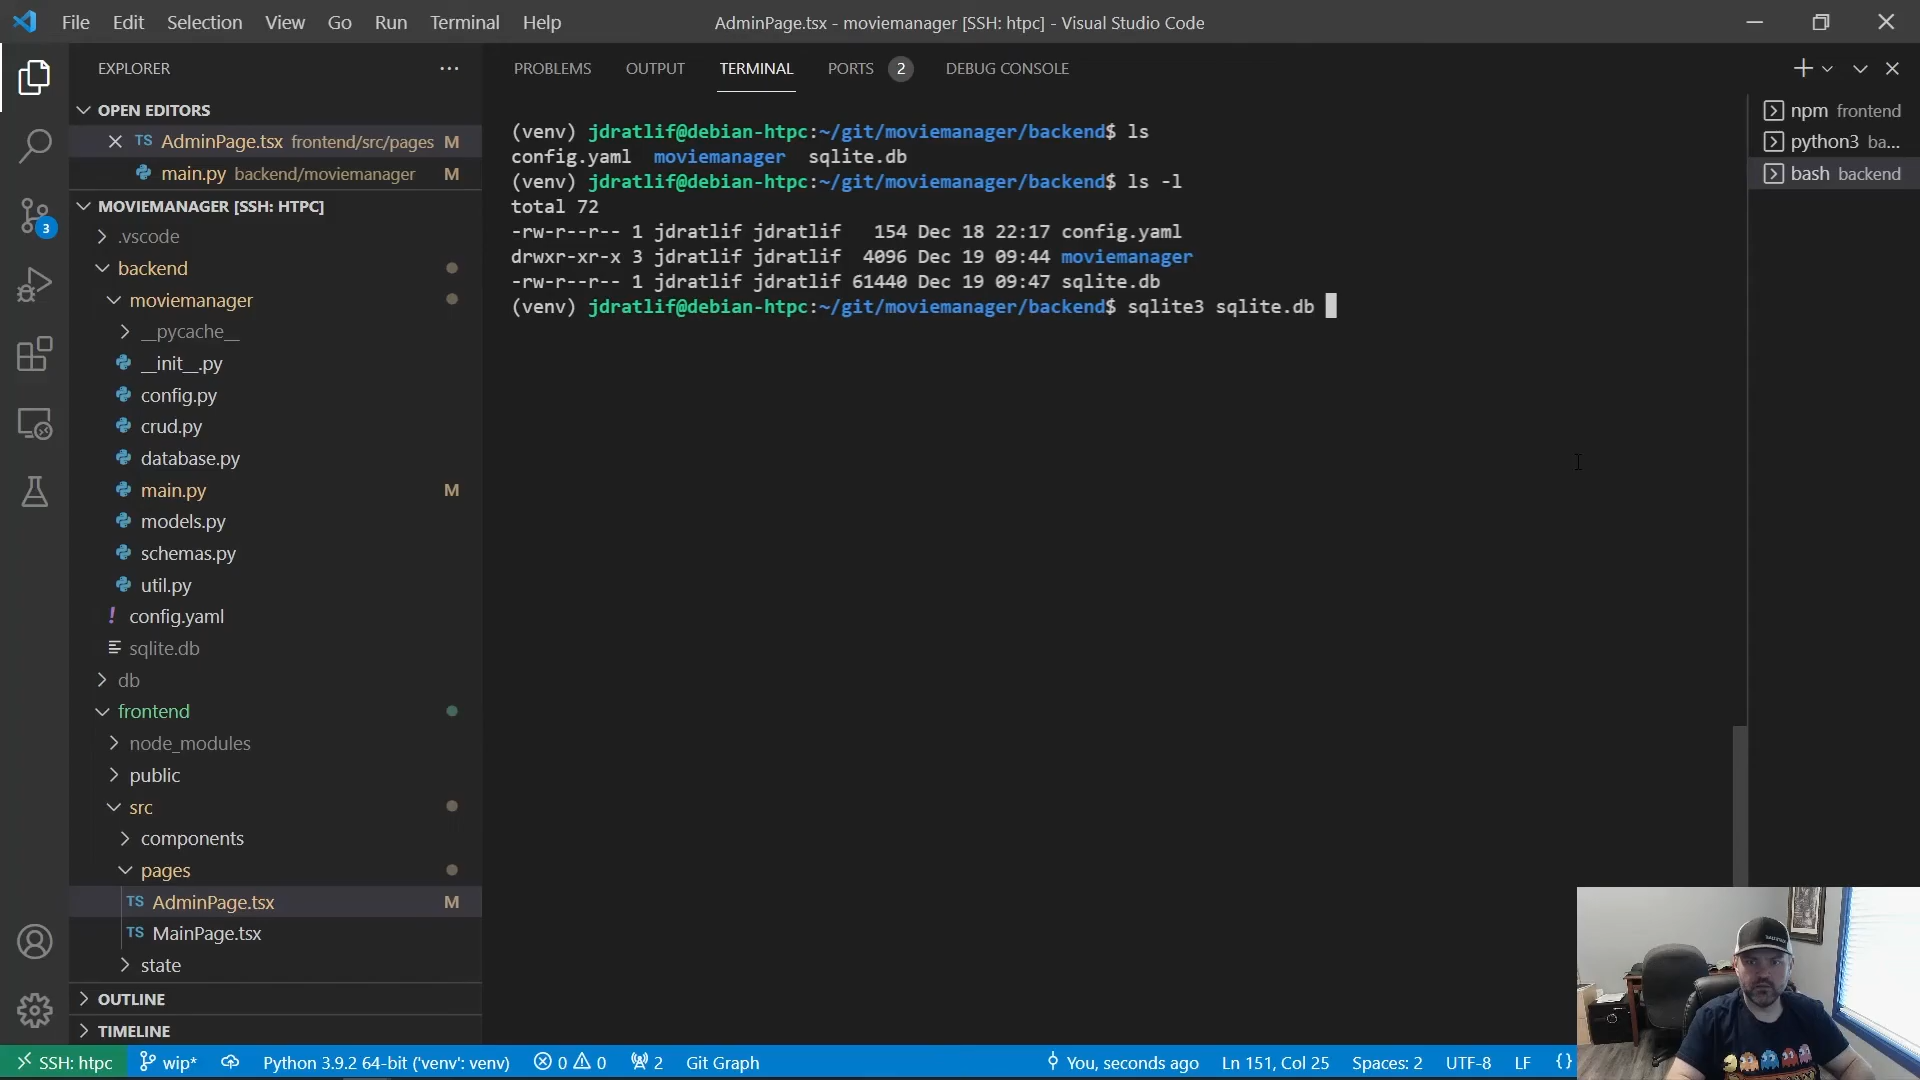 File Edit Selection View Go Run Terminal Help
AdminPage.tsx - moviemanager [SSH: htpc] - Visual Studio Code
EXPLORER
OPEN EDITORS
TS AdminPage.tsx frontend/src/pages M
main.py backend/moviemanager M
MOVIEMANAGER [SSH: HTPC]
.vscode
backend
moviemanager
__pycache__
__init__.py
config.py
crud.py
database.py
main.py M
models.py
schemas.py
util.py
! config.yaml
sqlite.db
db
frontend
node_modules
public
src
components
pages
TS AdminPage.tsx M
TS MainPage.tsx
state
OUTLINE
TIMELINE
3
PROBLEMS OUTPUT TERMINAL PORTS 2 DEBUG CONSOLE
(venv) jdratlif@debian-htpc:~/git/moviemanager/backend$ ls
config.yaml moviemanager sqlite.db
(venv) jdratlif@debian-htpc:~/git/moviemanager/backend$ ls -l
total 72
-rw-r--r-- 1 jdratlif jdratlif 154 Dec 18 22:17 config.yaml
drwxr-xr-x 3 jdratlif jdratlif 4096 Dec 19 09:44 moviemanager
-rw-r--r-- 1 jdratlif jdratlif 61440 Dec 19 09:47 sqlite.db
(venv) jdratlif@debian-htpc:~/git/moviemanager/backend$ sqlite3 sqlite.db
npm frontend
python3 ba...
bash backend
SSH: htpc wip* Python 3.9.2 64-bit ('venv': venv) 0 0 2 Git Graph You, seconds ago Ln 151, Col 25 Spaces: 2 UTF-8 LF {}